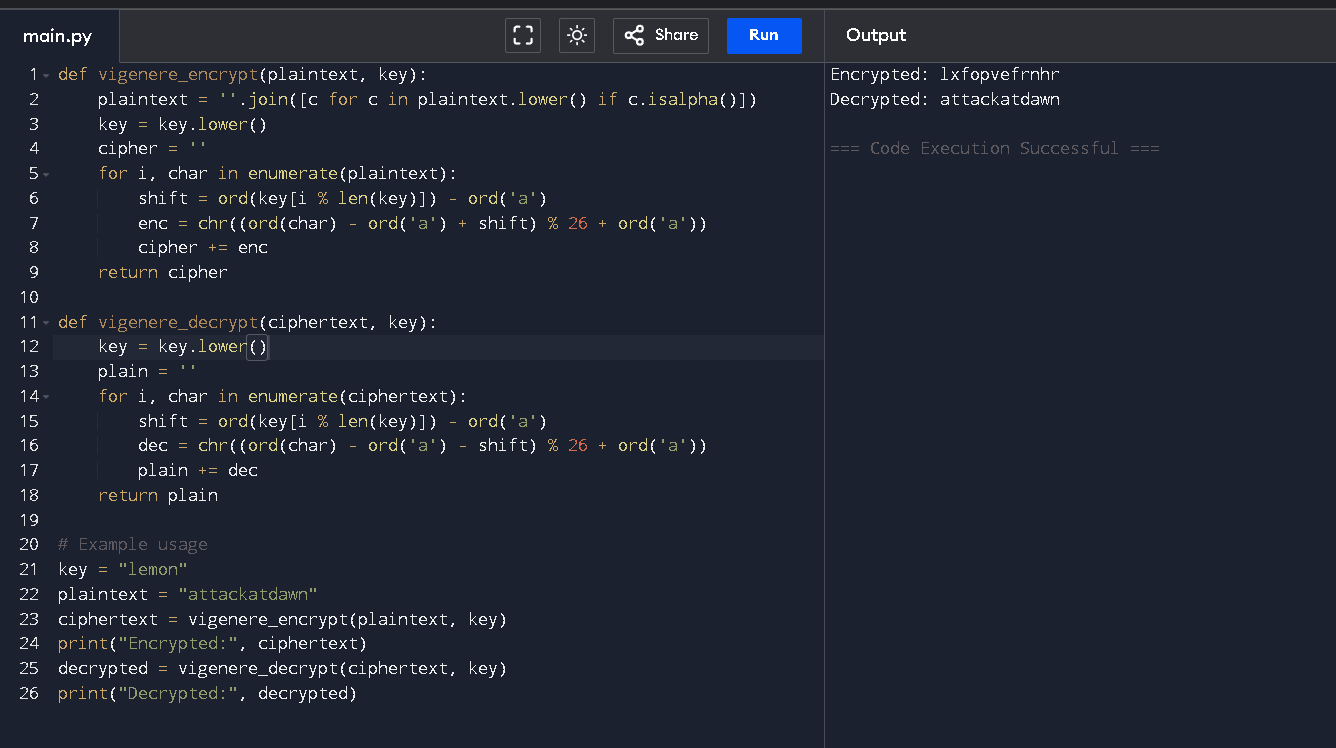 main.py
Share
Run
Output
1 def vigenere_encrypt(plaintext, key):
2     plaintext = ''.join([c for c in plaintext.lower() if c.isalpha()])
3     key = key.lower()
4     cipher = ''
5     for i, char in enumerate(plaintext):
6         shift = ord(key[i % len(key)]) - ord('a')
7         enc = chr((ord(char) - ord('a') + shift) % 26 + ord('a'))
8         cipher += enc
9     return cipher
10
11 def vigenere_decrypt(ciphertext, key):
12     key = key.lower()
13     plain = ''
14     for i, char in enumerate(ciphertext):
15         shift = ord(key[i % len(key)]) - ord('a')
16         dec = chr((ord(char) - ord('a') - shift) % 26 + ord('a'))
17         plain += dec
18     return plain
19
20 # Example usage
21 key = "lemon"
22 plaintext = "attackatdawn"
23 ciphertext = vigenere_encrypt(plaintext, key)
24 print("Encrypted:", ciphertext)
25 decrypted = vigenere_decrypt(ciphertext, key)
26 print("Decrypted:", decrypted)
Encrypted: lxfopvefrnhr
Decrypted: attackatdawn
=== Code Execution Successful ===